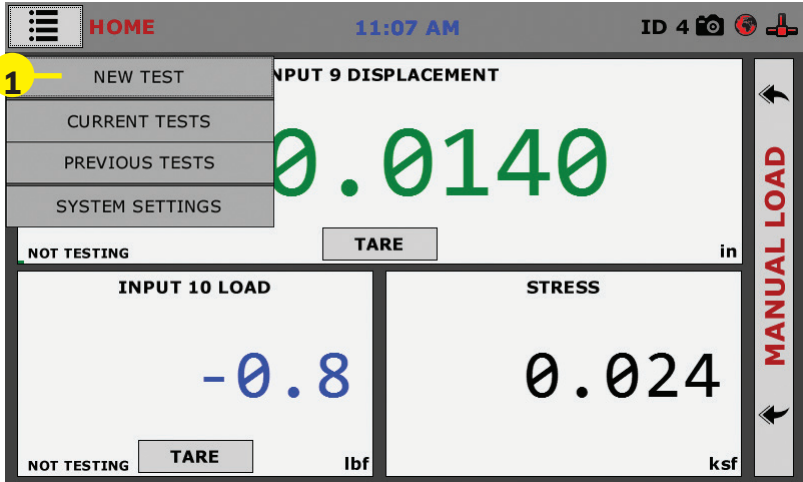 HOME
11:07 AM
ID 4
1
NEW TEST
CURRENT TESTS
PREVIOUS TESTS
SYSTEM SETTINGS
NPUT 9 DISPLACEMENT
0.0140
NOT TESTING
TARE
in
INPUT 10 LOAD
-0.8
NOT TESTING
TARE
lbf
STRESS
0.024
ksf
MANUAL LOAD